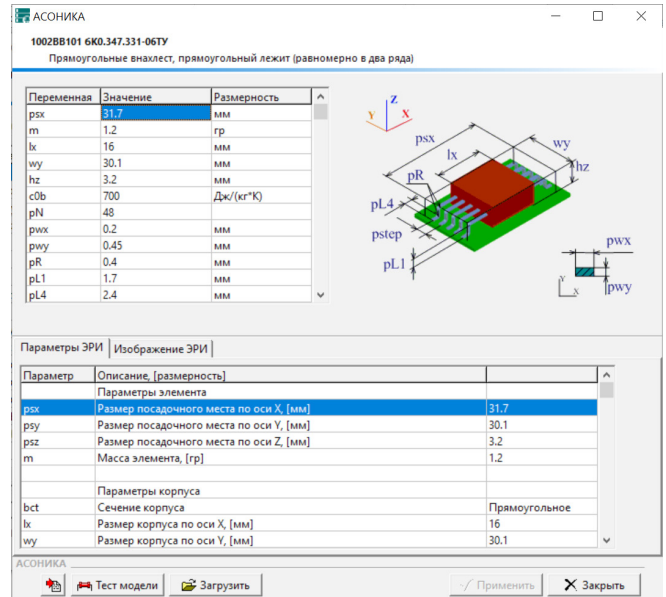 АСОНИКА
1002ВВ101 6К0.347.331-06ТУ
Прямоугольные внахлест, прямоугольный лежит (равномерно в два ряда)
Переменная Значение Размерность
psx 31.7 мм
m 1.2 гр
lx 16 мм
wy 30.1 мм
hz 3.2 мм
c0b 700 Дж/(кг*К)
pN 48
pwx 0.2 мм
pwy 0.45 мм
pR 0.4 мм
pL1 1.7 мм
pL4 2.4 мм
Z
Y X
psx
wy
lx
hz
pR
pL4
pstep
pL1
pwx
Y
X
pwy
Параметры ЭРИ Изображение ЭРИ
Параметр Описание, [размерность]
Параметры элемента
psx Размер посадочного места по оси X, [мм] 31.7
psy Размер посадочного места по оси Y, [мм] 30.1
psz Размер посадочного места по оси Z, [мм] 3.2
m Масса элемента, [гр] 1.2
Параметры корпуса
bct Сечение корпуса Прямоугольное
lx Размер корпуса по оси X, [мм] 16
wy Размер корпуса по оси Y, [мм] 30.1
АСОНИКА
Тест модели Загрузить Применить Закрыть